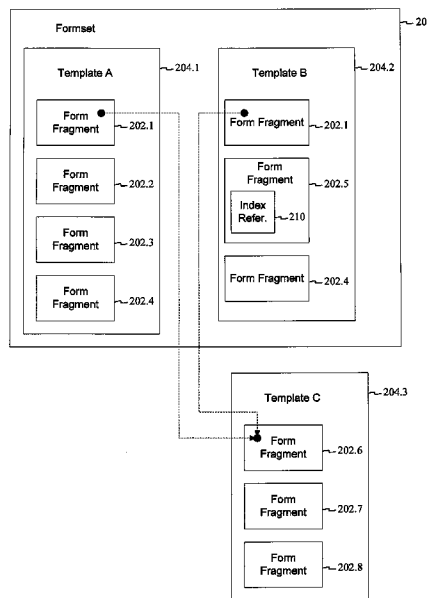 Formset
20
Template A
204.1
Form
Fragment
202.1
Form
Fragment
202.2
Form
Fragment
202.3
Form
Fragment
202.4
Template B
204.2
Form Fragment
202.1
Form
Fragment
202.5
Index
Refer.
210
Form Fragment
202.4
Template C
204.3
Form
Fragment
202.6
Form
Fragment
202.7
Form
Fragment
202.8